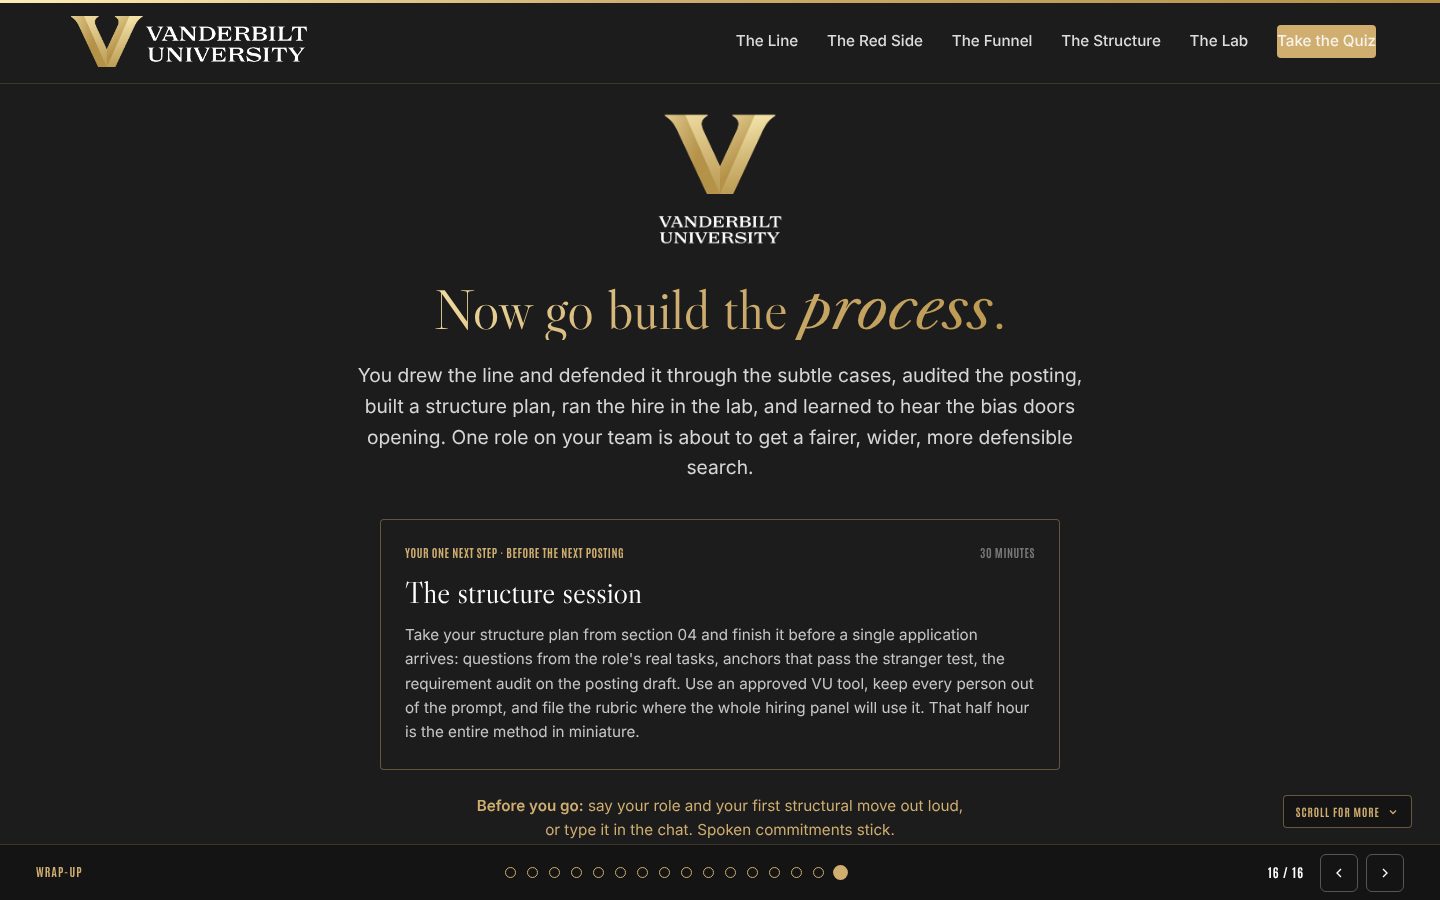 VANDERBILT
UNIVERSITY
The Line
The Red Side
The Funnel
The Structure
The Lab
Take the Quiz
VANDERBILT
UNIVERSITY
Now go build the process.
You drew the line and defended it through the subtle cases, audited the posting,
built a structure plan, ran the hire in the lab, and learned to hear the bias doors
opening. One role on your team is about to get a fairer, wider, more defensible
search.
YOUR ONE NEXT STEP · BEFORE THE NEXT POSTING
30 MINUTES
The structure session
Take your structure plan from section 04 and finish it before a single application
arrives: questions from the role's real tasks, anchors that pass the stranger test, the
requirement audit on the posting draft. Use an approved VU tool, keep every person out
of the prompt, and file the rubric where the whole hiring panel will use it. That half hour
is the entire method in miniature.
Before you go: say your role and your first structural move out loud,
or type it in the chat. Spoken commitments stick.
SCROLL FOR MORE
WRAP-UP
16 / 16